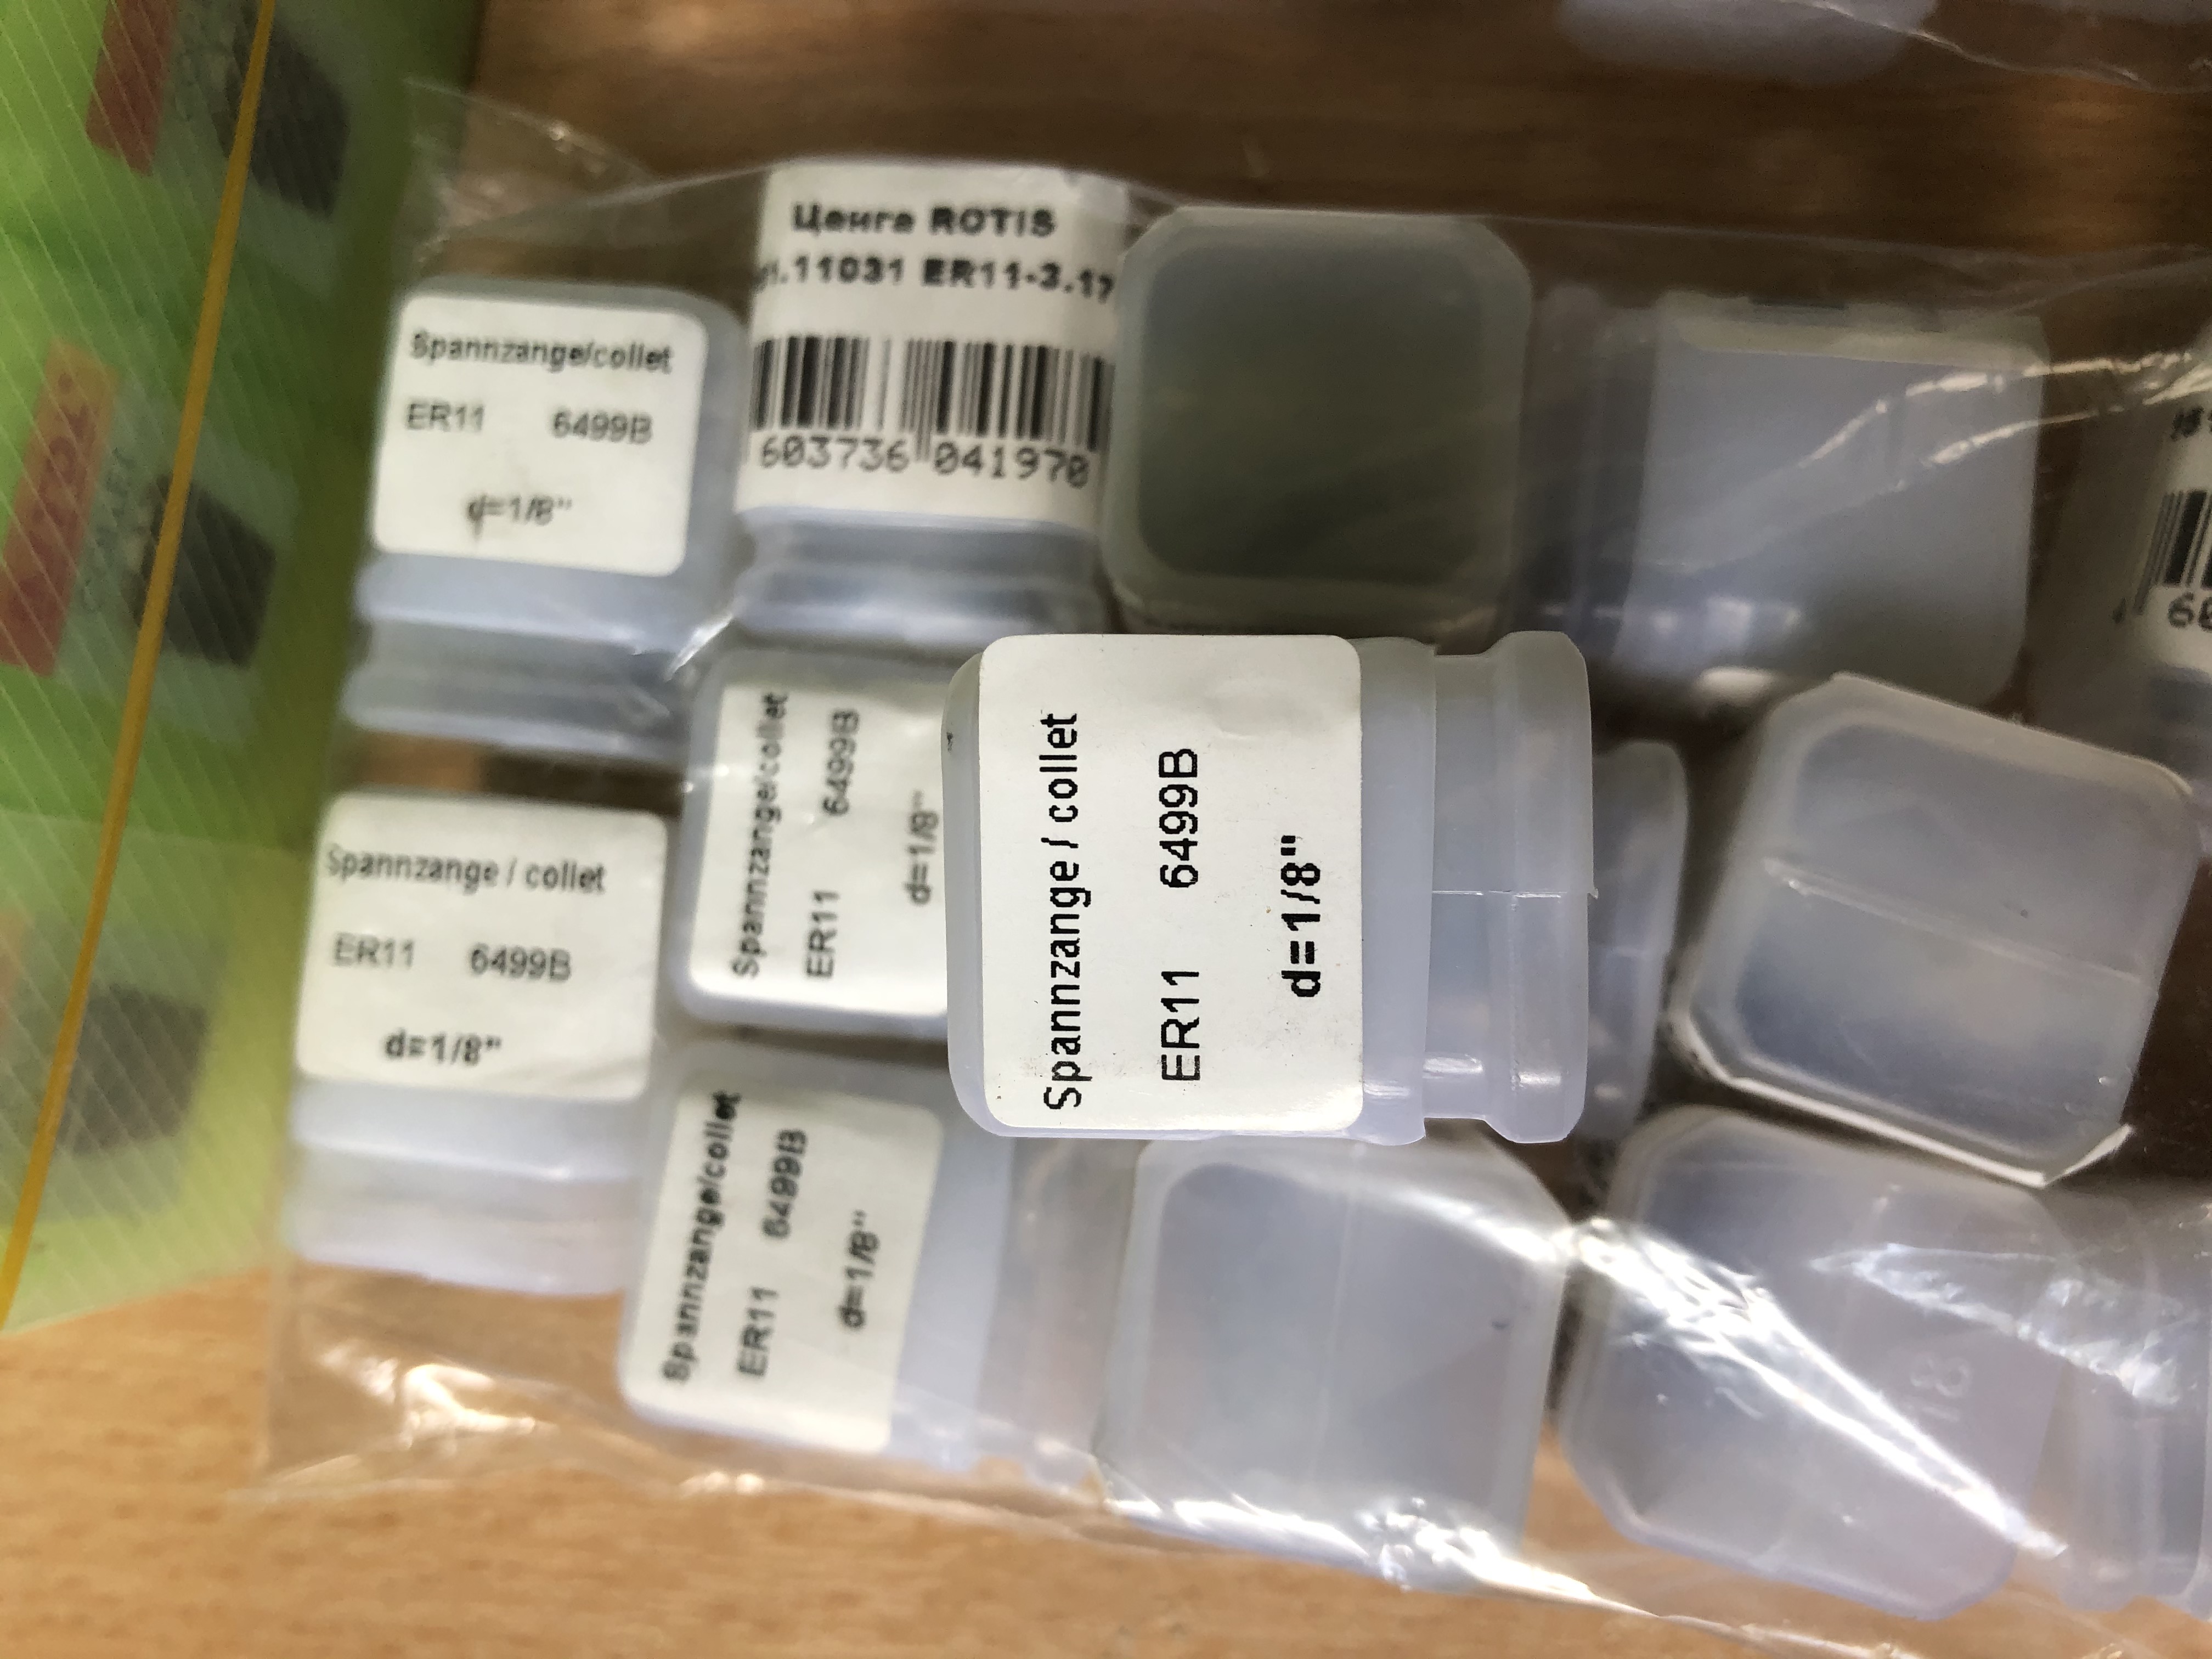 Цанга ROTIS
.11031 ER11-3.17
603736 041970
Spannzange/collet
ER11 6499B
d=1/8"
Spannzange/collet
ER11 6499B
d=1/8"
Spannzange / collet
ER11 6499B
d=1/8"
Spannzange / collet
ER11 6499B
d=1/8"
Spannzange/collet
ER11 6499B
d=1/8"